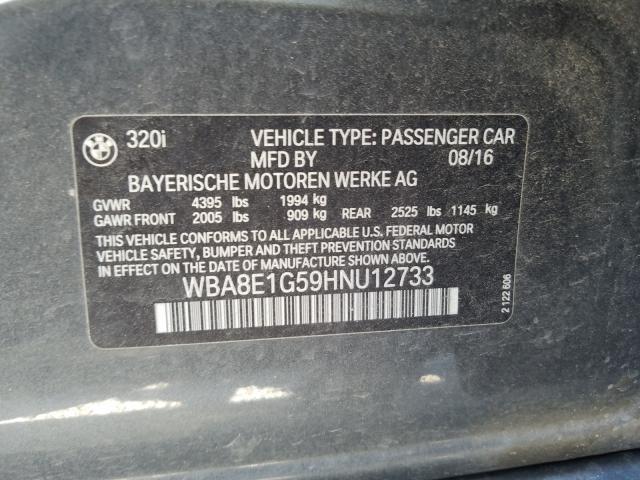 320i VEHICLE TYPE: PASSENGER CAR
MFD BY 08/16
BAYERISCHE MOTOREN WERKE AG
GVWR 4395 lbs 1994 kg
GAWR FRONT 2005 lbs 909 kg REAR 2525 lbs 1145 kg
THIS VEHICLE CONFORMS TO ALL APPLICABLE U.S. FEDERAL MOTOR
VEHICLE SAFETY, BUMPER AND THEFT PREVENTION STANDARDS
IN EFFECT ON THE DATE OF MANUFACTURE SHOWN ABOVE.
WBA8E1G59HNU12733
2 122 606